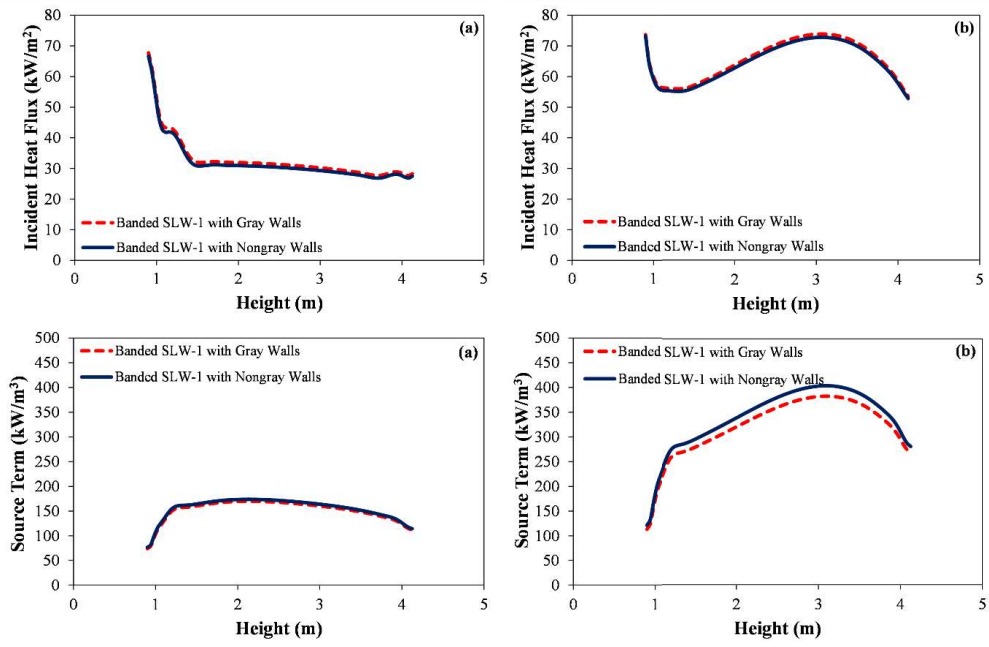 80
70
60
50
40
30
20
10
0
Incident Heat Flux (kW/m²)
(a)
Banded SLW-1 with Gray Walls
Banded SLW-1 with Nongray Walls
0 1 2 3 4 5
Height (m)
80
70
60
50
40
30
20
10
0
Incident Heat Flux (kW/m²)
(b)
Banded SLW-1 with Gray Walls
Banded SLW-1 with Nongray Walls
0 1 2 3 4 5
Height (m)
500
450
400
350
300
250
200
150
100
50
0
Source Term (kW/m³)
(a)
Banded SLW-1 with Gray Walls
Banded SLW-1 with Nongray Walls
0 1 2 3 4 5
Height (m)
500
450
400
350
300
250
200
150
100
50
0
Source Term (kW/m³)
(b)
Banded SLW-1 with Gray Walls
Banded SLW-1 with Nongray Walls
0 1 2 3 4 5
Height (m)